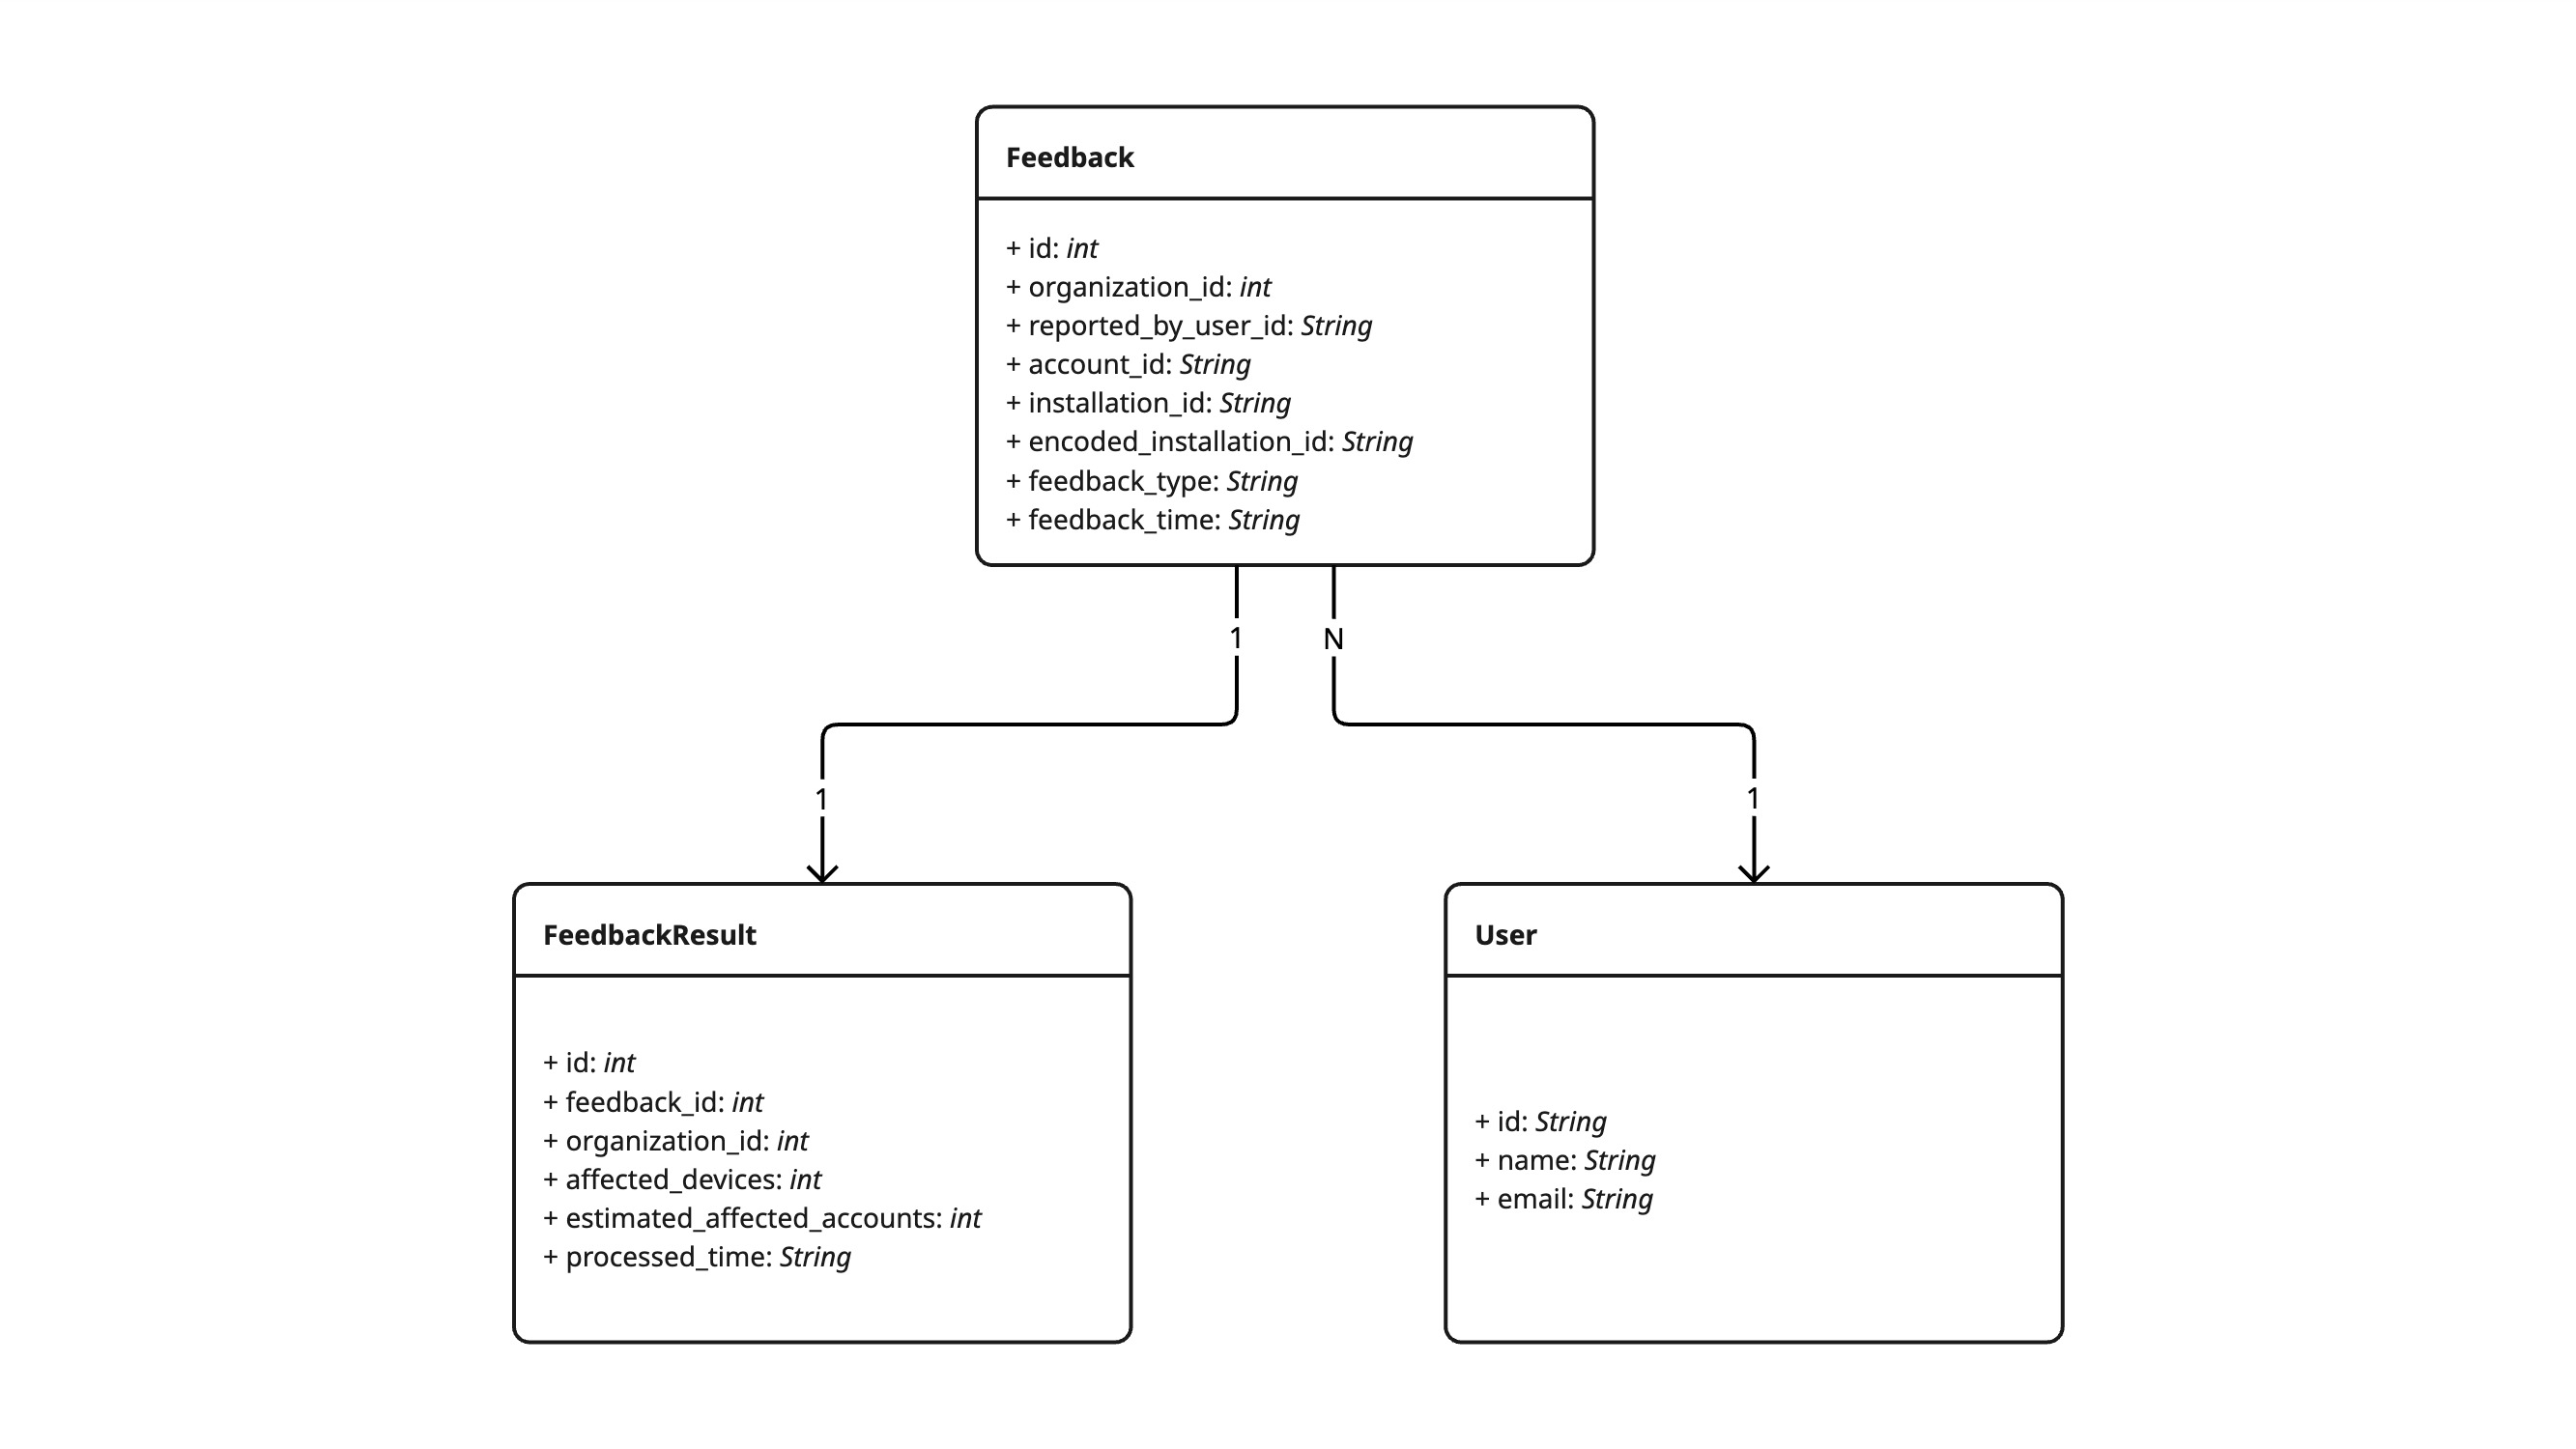 Feedback
+ id: int
+ organization_id: int
+ reported_by_user_id: String
+ account_id: String
+ installation_id: String
+ encoded_installation_id: String
+ feedback_type: String
+ feedback_time: String
1
N
1
1
FeedbackResult
+ id: int
+ feedback_id: int
+ organization_id: int
+ affected_devices: int
+ estimated_affected_accounts: int
+ processed_time: String
User
+ id: String
+ name: String
+ email: String